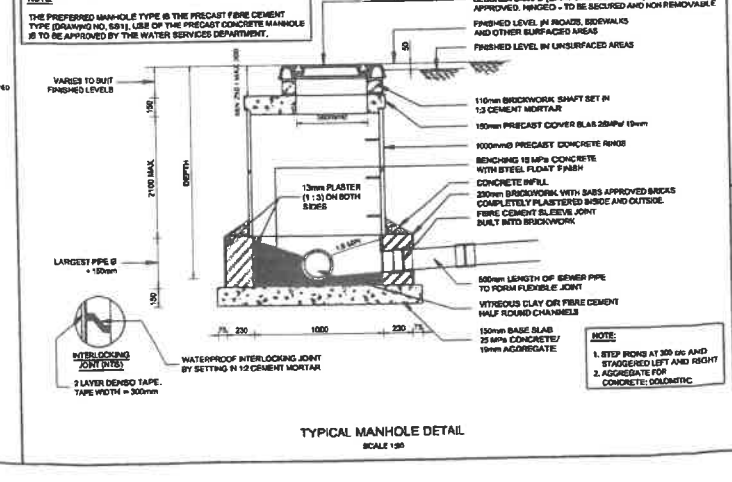 NOTE:
THE PREFERRED MANHOLE TYPE IS THE PRECAST FIBRE CEMENT
TYPE (DRAWING NO. SS1). USE OF THE PRECAST CONCRETE MANHOLE
IS TO BE APPROVED BY THE WATER SERVICES DEPARTMENT.
APPROVED, HINGED - TO BE SECURED AND NON REMOVABLE
FINISHED LEVEL IN ROADS, SIDEWALKS
AND OTHER SURFACED AREAS
FINISHED LEVEL IN UNSURFACED AREAS
50
VARIES TO SUIT
FINISHED LEVELS
150
2100 MAX.
DEPTH
110mm BRICKWORK SHAFT SET IN
1:3 CEMENT MORTAR
150mm PRECAST COVER SLAB 25MPa/ 19mm
1000mmØ PRECAST CONCRETE RINGS
BENCHING 15 MPa CONCRETE
WITH STEEL FLOAT FINISH
CONCRETE INFILL
230mm BRICKWORK WITH SABS APPROVED BRICKS
COMPLETELY PLASTERED INSIDE AND OUTSIDE.
FIBRE CEMENT SLEEVE JOINT
BUILT INTO BRICKWORK
13mm PLASTER
(1 : 3) ON BOTH
SIDES
LARGEST PIPE Ø
+ 150mm
150
500mm LENGTH OF SEWER PIPE
TO FORM FLEXIBLE JOINT
VITREOUS CLAY OR FIBRE CEMENT
HALF ROUND CHANNELS
75 230 1000 230 75
150mm BASE SLAB
25 MPa CONCRETE/
19mm AGGREGATE
INTERLOCKING
JOINT (NTS)
WATERPROOF INTERLOCKING JOINT
BY SETTING IN 1:2 CEMENT MORTAR
2 LAYER DENSO TAPE.
TAPE WIDTH = 300mm
NOTE:
1. STEP IRONS AT 300 c/c AND
STAGGERED LEFT AND RIGHT
2. AGGREGATE FOR
CONCRETE: DOLOMITIC
TYPICAL MANHOLE DETAIL
SCALE